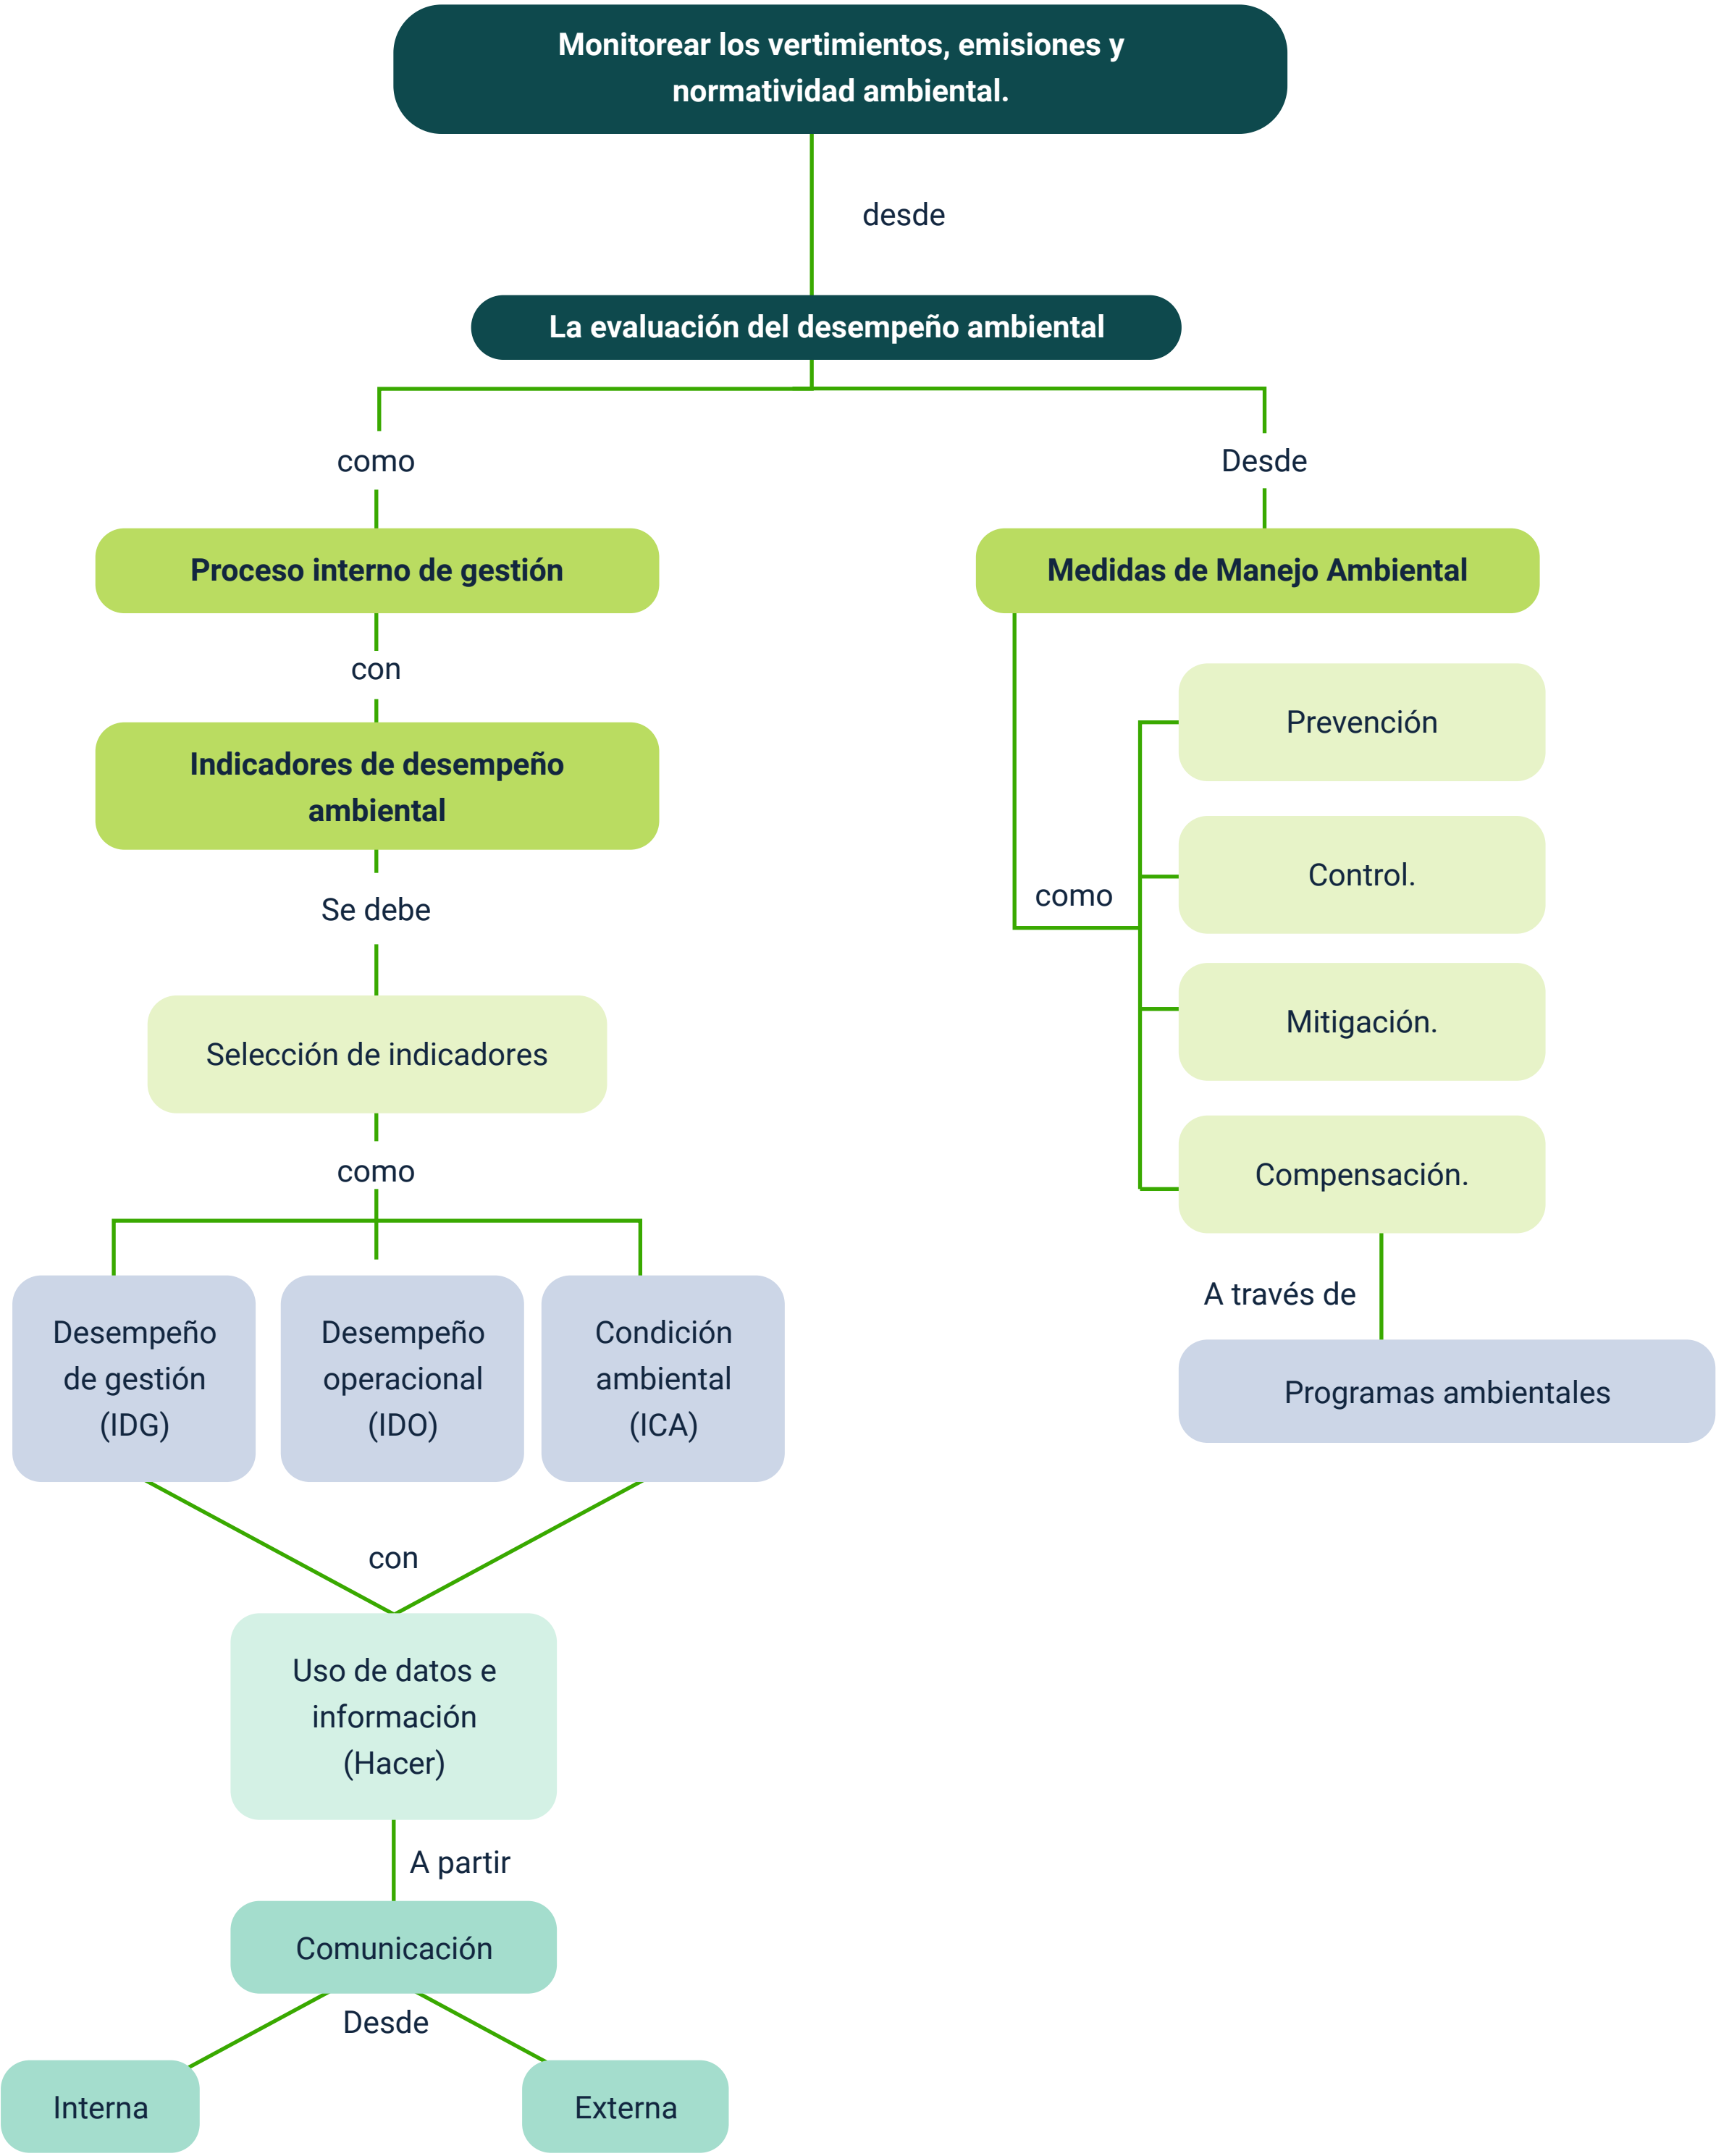 Monitorear los vertimientos, emisiones y
normatividad ambiental.
desde
La evaluación del desempeño ambiental
como
Proceso interno de gestión
con
Indicadores de desempeño
ambiental
Se debe
Selección de indicadores
como
Desempeño
de gestión
(IDG)
Desempeño
operacional
(IDO)
Condición
ambiental
(ICA)
con
Uso de datos e
información
(Hacer)
A partir
Comunicación
Desde
Interna
Externa
Desde
Medidas de Manejo Ambiental
como
Prevención
Control.
Mitigación.
Compensación.
A través de
Programas ambientales